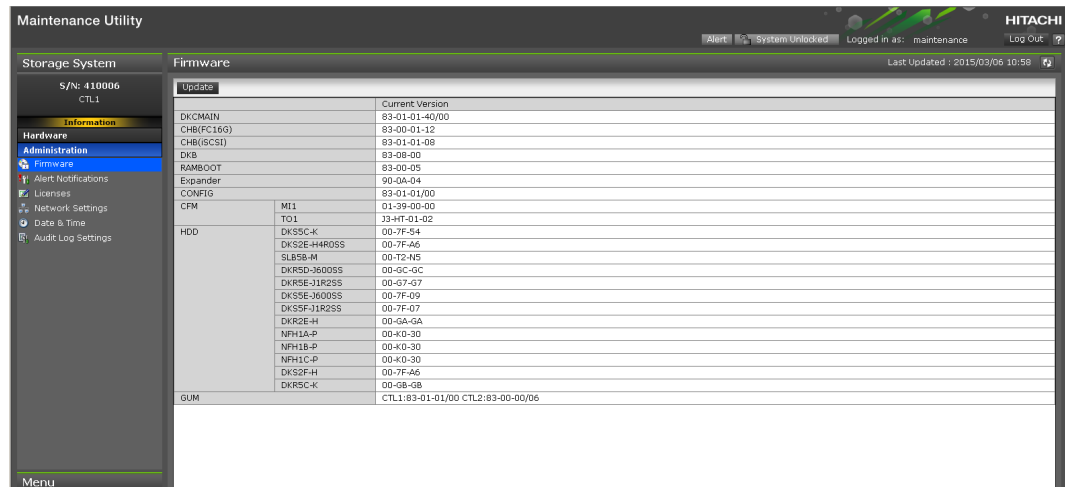 Maintenance Utility
HITACHI
Alert System Unlocked Logged in as: maintenance Log Out ?
Storage System
S/N: 410006
CTL1
Information
Hardware
Administration
Firmware
Alert Notifications
Licenses
Network Settings
Date & Time
Audit Log Settings
Menu
Firmware Last Updated : 2015/03/06 10:58
Update
Current Version
DKCMAIN 83-01-01-40/00
CHB(FC16G) 83-00-01-12
CHB(iSCSI) 83-01-01-08
DKB 83-08-00
RAMBOOT 83-00-05
Expander 90-0A-04
CONFIG 83-01-01/00
CFM MI1 01-39-00-00
TO1 J3-HT-01-02
HDD DKS5C-K 00-7F-54
DKS2E-H4R0SS 00-7F-A6
SLB5B-M 00-T2-N5
DKR5D-J600SS 00-GC-GC
DKR5E-J1R2SS 00-G7-G7
DKS5E-J600SS 00-7F-09
DKS5F-J1R2SS 00-7F-07
DKR2E-H 00-GA-GA
NFH1A-P 00-K0-30
NFH1B-P 00-K0-30
NFH1C-P 00-K0-30
DKS2F-H 00-7F-A6
DKR5C-K 00-GB-GB
GUM CTL1:83-01-01/00 CTL2:83-00-00/06